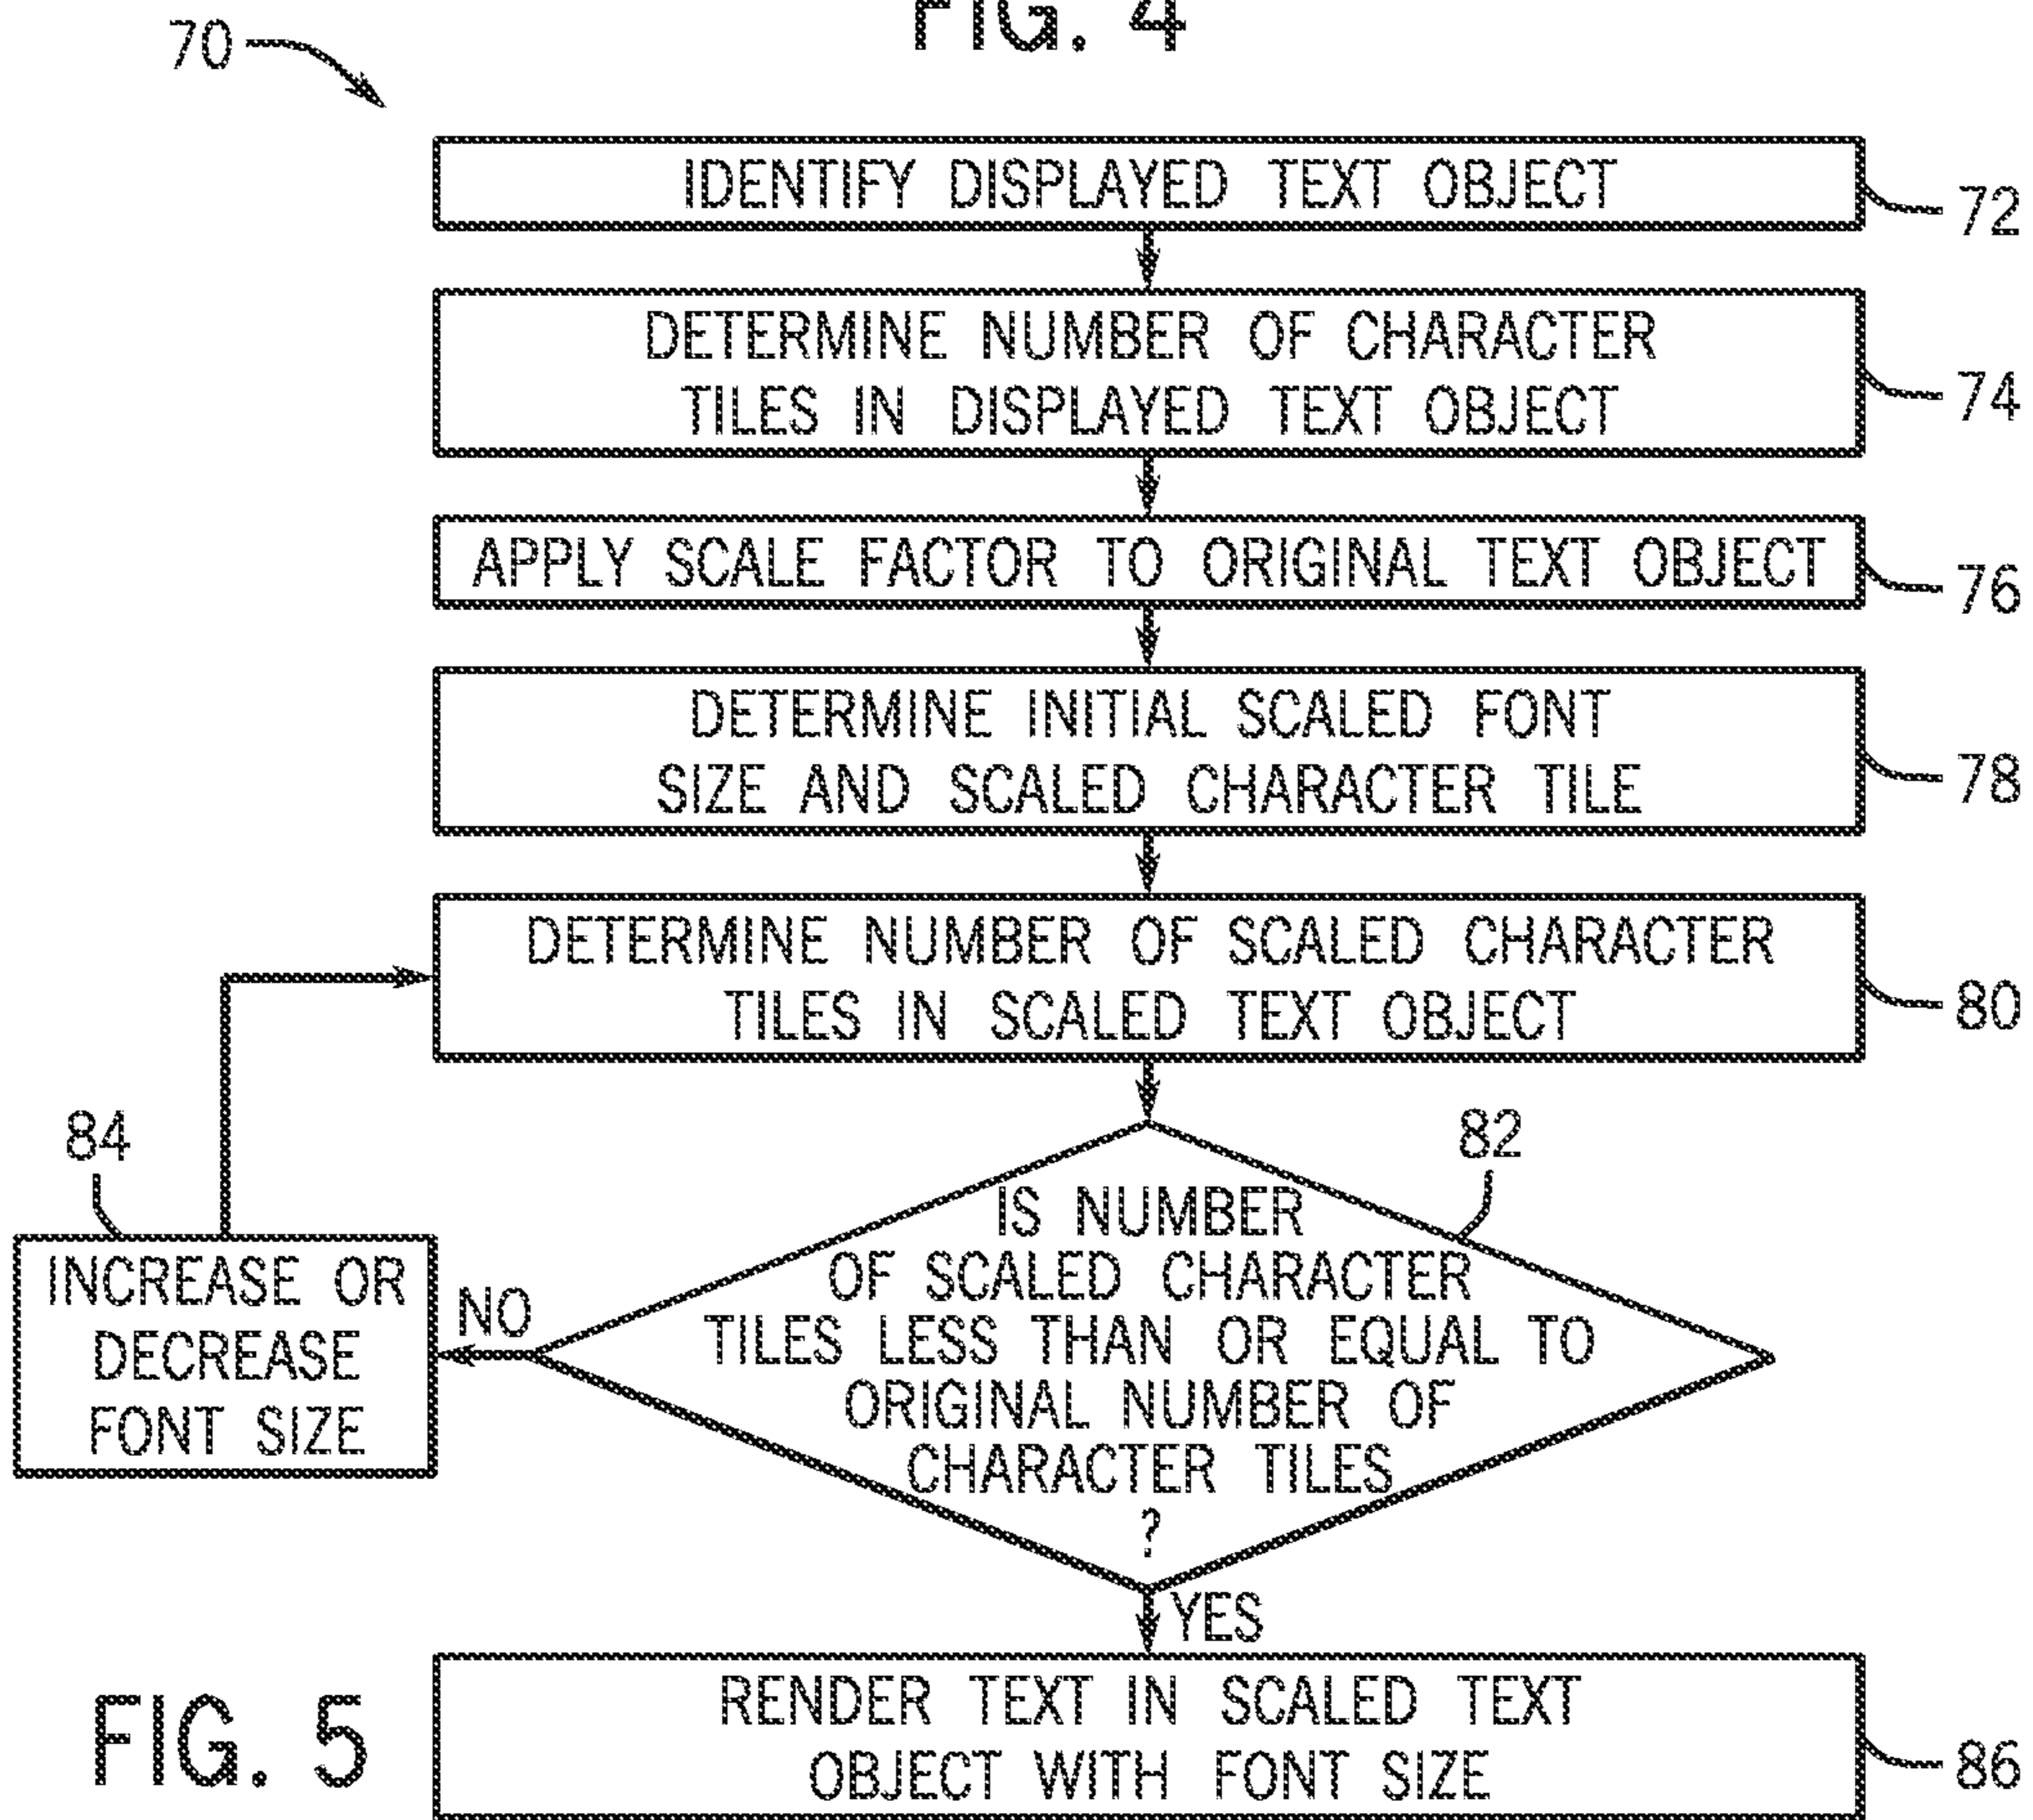 FIG. 4
70
IDENTIFY DISPLAYED TEXT OBJECT
72
DETERMINE NUMBER OF CHARACTER
TILES IN DISPLAYED TEXT OBJECT
74
APPLY SCALE FACTOR TO ORIGINAL TEXT OBJECT
76
DETERMINE INITIAL SCALED FONT
SIZE AND SCALED CHARACTER TILE
78
DETERMINE NUMBER OF SCALED CHARACTER
TILES IN SCALED TEXT OBJECT
80
82
IS NUMBER
OF SCALED CHARACTER
TILES LESS THAN OR EQUAL TO
ORIGINAL NUMBER OF
CHARACTER TILES
?
NO
84
INCREASE OR
DECREASE
FONT SIZE
YES
RENDER TEXT IN SCALED TEXT
OBJECT WITH FONT SIZE
86
FIG. 5